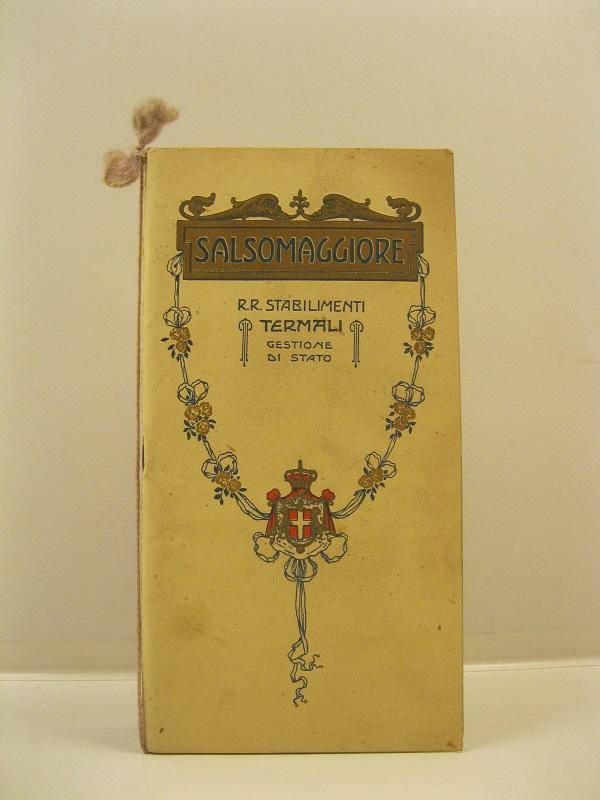 SALSOMAGGIORE
R.R. STABILIMENTI
TERMALI
GESTIONE
DI STATO